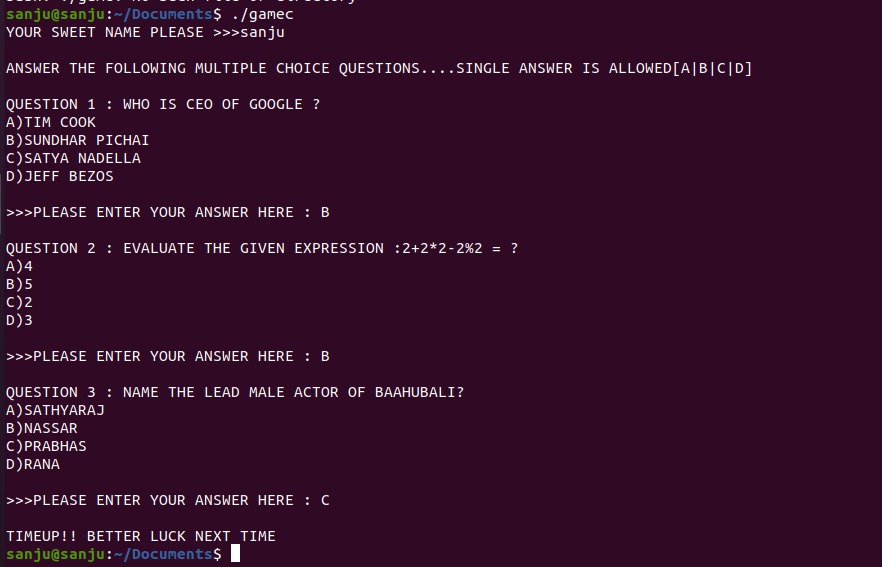 sanju@sanju:~/Documents$ ./gamec
YOUR SWEET NAME PLEASE >>>sanju
ANSWER THE FOLLOWING MULTIPLE CHOICE QUESTIONS....SINGLE ANSWER IS ALLOWED[A|B|C|D]
QUESTION 1 : WHO IS CEO OF GOOGLE ?
A)TIM COOK
B)SUNDHAR PICHAI
C)SATYA NADELLA
D)JEFF BEZOS
>>>PLEASE ENTER YOUR ANSWER HERE : B
QUESTION 2 : EVALUATE THE GIVEN EXPRESSION :2+2*2-2%2 = ?
A)4
B)5
C)2
D)3
>>>PLEASE ENTER YOUR ANSWER HERE : B
QUESTION 3 : NAME THE LEAD MALE ACTOR OF BAAHUBALI?
A)SATHYARAJ
B)NASSAR
C)PRABHAS
D)RANA
>>>PLEASE ENTER YOUR ANSWER HERE : C
TIMEUP!! BETTER LUCK NEXT TIME
sanju@sanju:~/Documents$